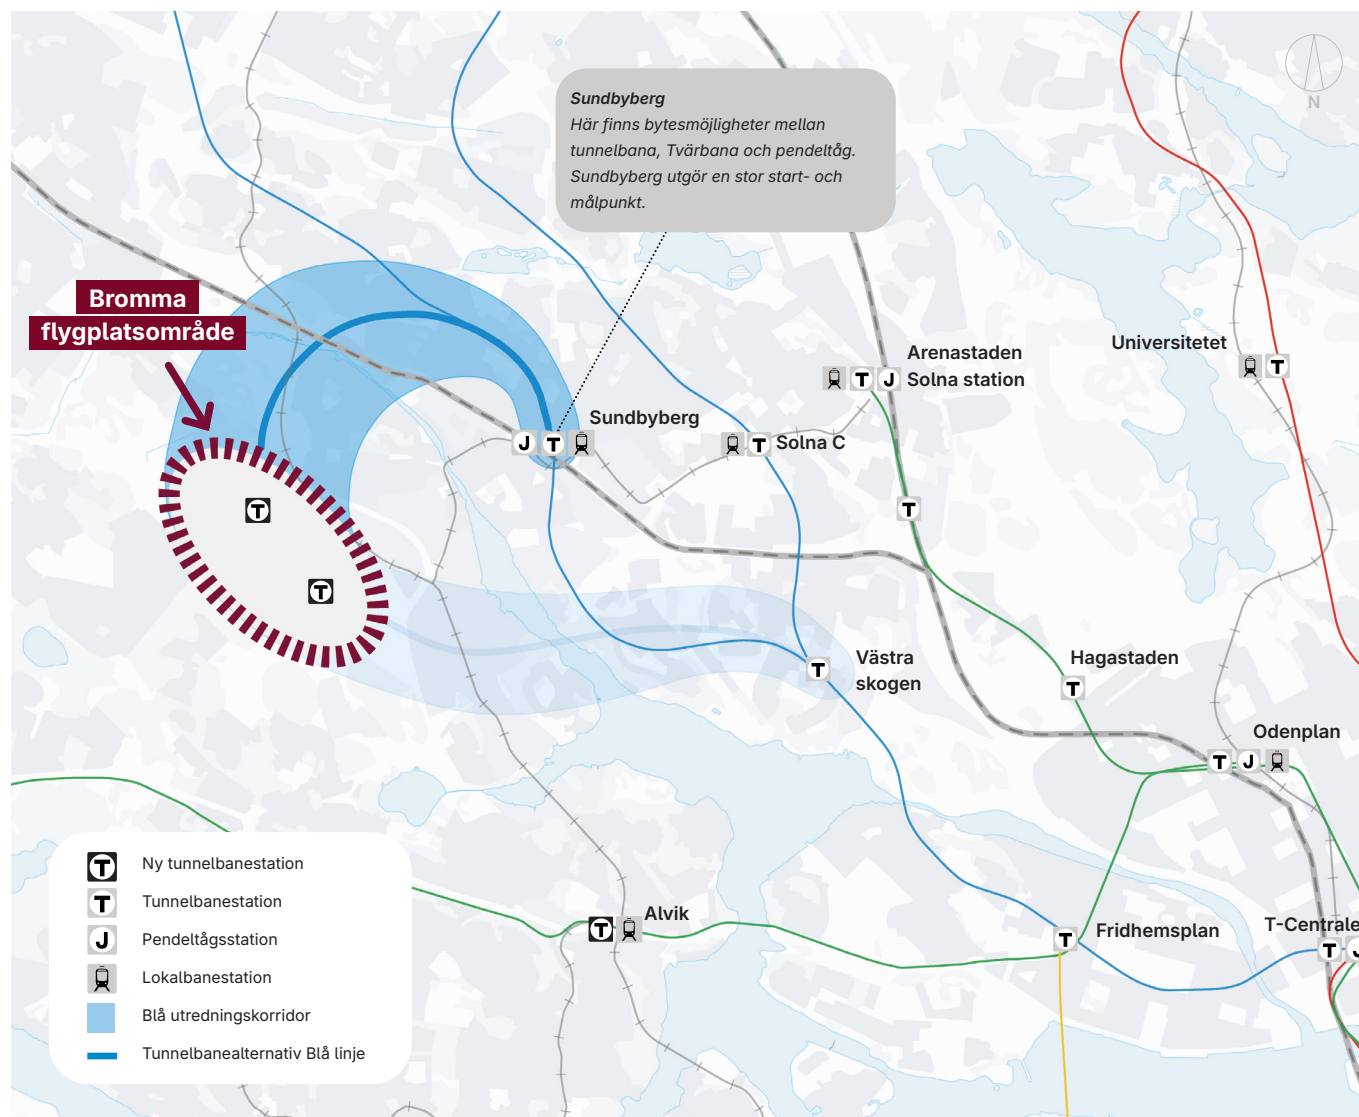 Sundbyberg
Här finns bytesmöjligheter mellan
tunnelbana, Tvärbana och pendeltåg.
Sundbyberg utgör en stor start- och
målpunkt.
N
Bromma
flygplatsområde
Universitetet
T
Arenastaden
Solna station
T
J
Sundbyberg
J
T
Solna C
T
T
T
T
Västra
skogen
T
Hagastaden
T
Odenplan
T
J
Ny tunnelbanestation
T
Tunnelbanestation
T
Pendeltågsstation
J
Lokalbanestation
Blå utredningskorridor
Tunnelbanealternativ Blå linje
Alvik
T
Fridhemsplan
T
T-Centrale
T
J